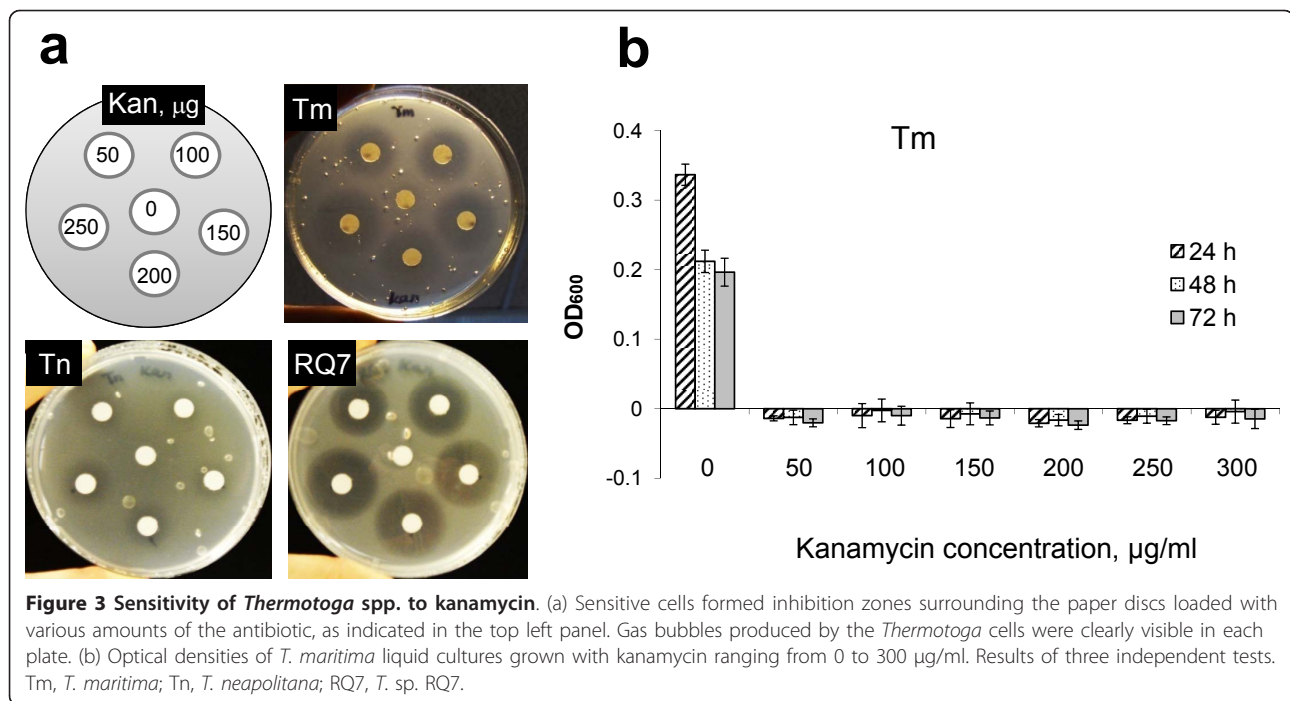 a
Kan, µg
50
100
0
250
150
200
Tm
Tm
kan
Tn
Tn Kan
RQ7
Kan
b
Tm
0.4
0.3
0.2
0.1
0
-0.1
OD600
24 h
48 h
72 h
0 50 100 150 200 250 300
Kanamycin concentration, µg/ml
Figure 3 Sensitivity of Thermotoga spp. to kanamycin. (a) Sensitive cells formed inhibition zones surrounding the paper discs loaded with
various amounts of the antibiotic, as indicated in the top left panel. Gas bubbles produced by the Thermotoga cells were clearly visible in each
plate. (b) Optical densities of T. maritima liquid cultures grown with kanamycin ranging from 0 to 300 µg/ml. Results of three independent tests.
Tm, T. maritima; Tn, T. neapolitana; RQ7, T. sp. RQ7.